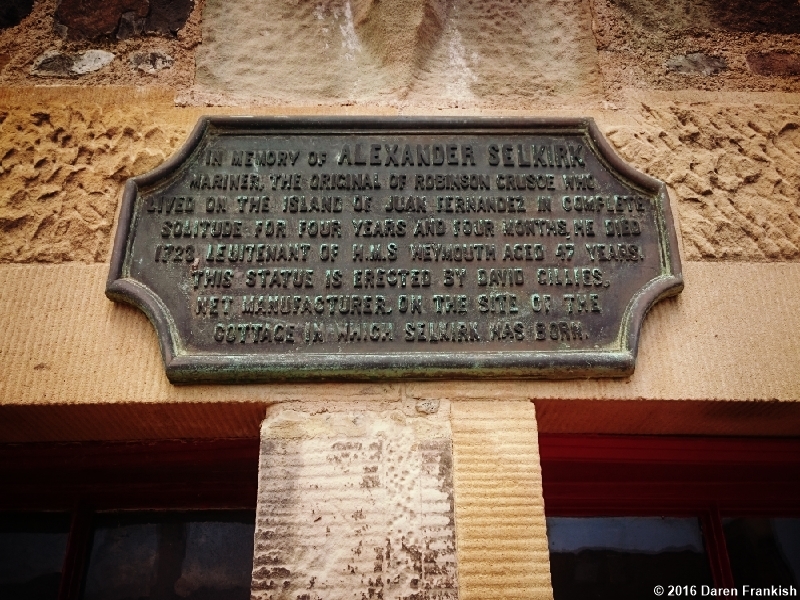 IN MEMORY OF ALEXANDER SELKIRK
MARINER, THE ORIGINAL OF ROBINSON CRUSOE WHO
LIVED ON THE ISLAND OF JUAN FERNANDEZ IN COMPLETE
SOLITUDE FOR FOUR YEARS AND FOUR MONTHS. HE DIED
1723 LEUITENANT OF H.M.S WEYMOUTH AGED 47 YEARS.
THIS STATUE IS ERECTED BY DAVID GILLIES,
NET MANUFACTURER, ON THE SITE OF THE
COTTAGE IN WHICH SELKIRK WAS BORN.
© 2016 Daren Frankish